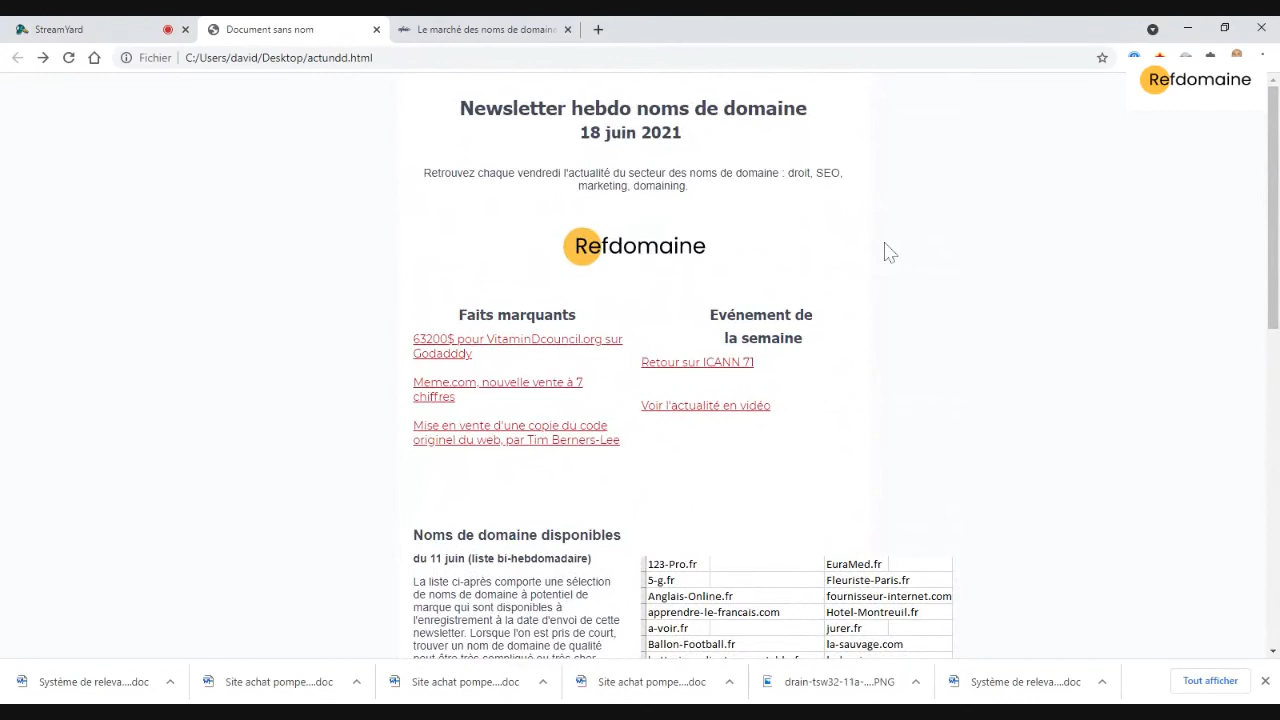 StreamYard
Document sans nom
Le marché des noms de domaine
Fichier
C:/Users/david/Desktop/actundd.html
Refdomaine
Newsletter hebdo noms de domaine
18 juin 2021
Retrouvez chaque vendredi l'actualité du secteur des noms de domaine : droit, SEO,
marketing, domaining.
Refdomaine
Faits marquants
63200$ pour VitaminDcouncil.org sur
Godadddy
Meme.com, nouvelle vente à 7
chiffres
Mise en vente d'une copie du code
originel du web, par Tim Berners-Lee
Evénement de
la semaine
Retour sur ICANN 71
Voir l'actualité en vidéo
Noms de domaine disponibles
du 11 juin (liste bi-hebdomadaire)
La liste ci-après comporte une sélection
de noms de domaine à potentiel de
marque qui sont disponibles à
l'enregistrement à la date d'envoi de cette
newsletter. Lorsque l'on est pris de court,
trouver un nom de domaine de qualité
peut être très compliqué ou très cher
123-Pro.fr EuraMed.fr
5-g.fr Fleuriste-Paris.fr
Anglais-Online.fr fournisseur-internet.com
apprendre-le-francais.com Hotel-Montreuil.fr
a-voir.fr jurer.fr
Ballon-Football.fr la-sauvage.com
Système de releva....doc
Site achat pompe....doc
Site achat pompe....doc
Site achat pompe....doc
drain-tsw32-11a-....PNG
Système de releva....doc
Tout afficher